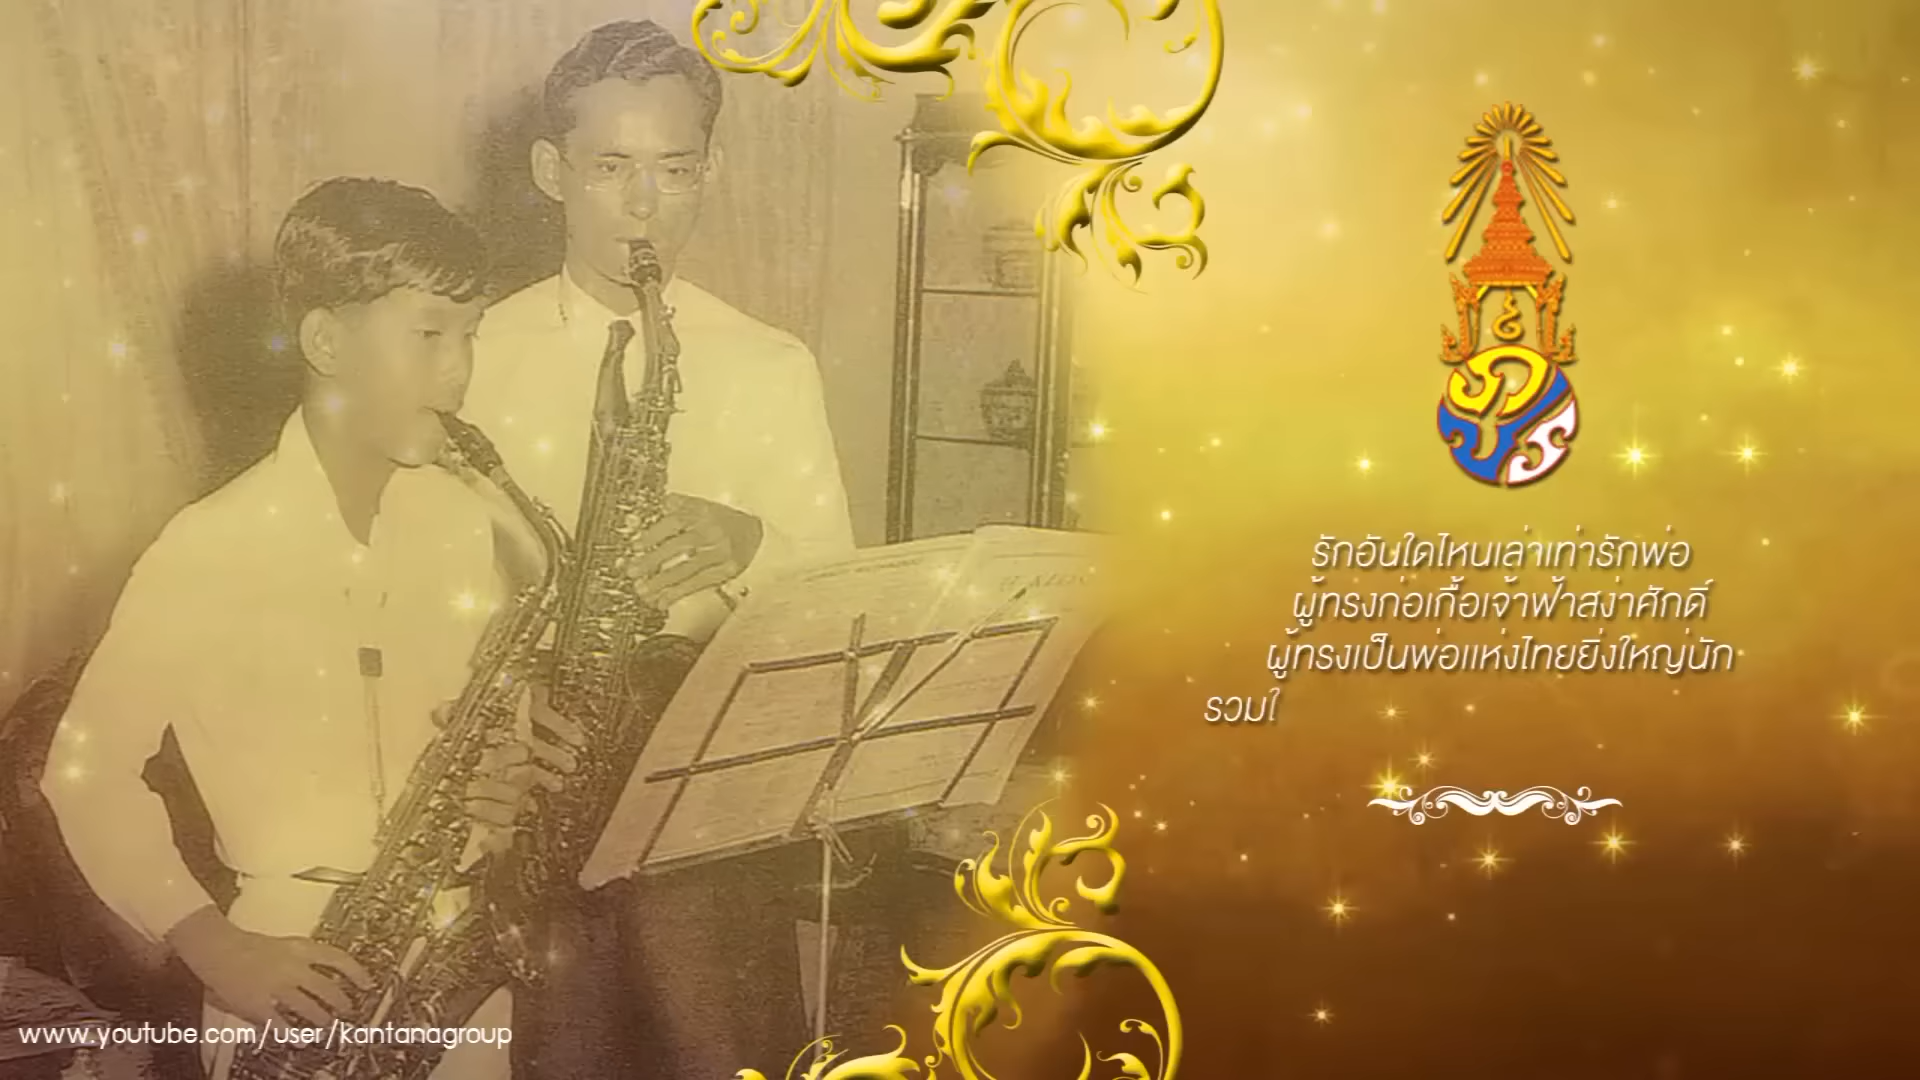 รักอันใดไหนเล่าเท่ารักพ่อ
ผู้ทรงก่อเกื้อเจ้าฟ้าสง่าศักดิ์
ผู้ทรงเป็นพ่อแห่งไทยยิ่งใหญ่นัก
รวมใ
www.youtube.com/user/kantanagroup